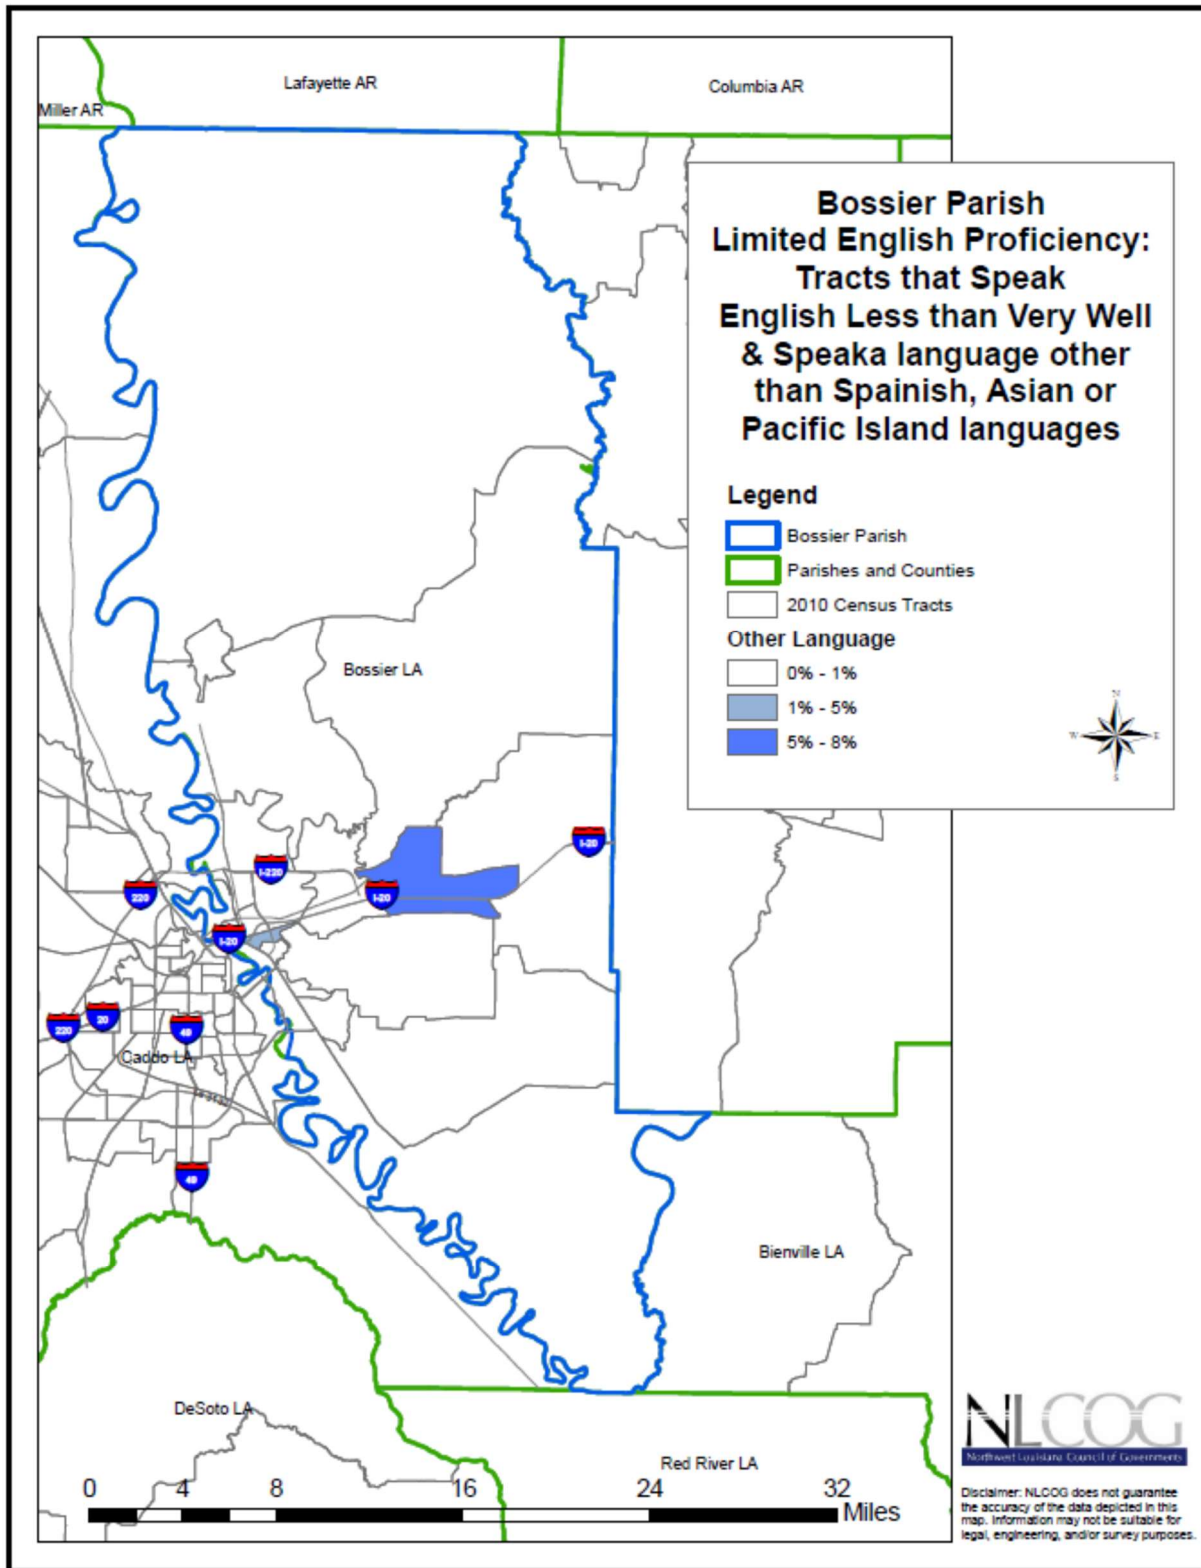 Lafayette AR
Columbia AR
Miller AR
Bossier Parish
Limited English Proficiency:
Tracts that Speak
English Less than Very Well
& Speaka language other
than Spainish, Asian or
Pacific Island languages
Legend
Bossier Parish
Parishes and Counties
2010 Census Tracts
Other Language
0% - 1%
1% - 5%
5% - 8%
N
W
E
S
Bossier LA
I-20
I-220
220
I-20
I-20
220
20
49
Caddo LA
49
Bienville LA
DeSoto LA
Red River LA
0 4 8 16 24 32
Miles
NLCOG
Northwest Louisiana Council of Governments
Disclaimer: NLCOG does not guarantee
the accuracy of the data depicted in this
map. Information may not be suitable for
legal, engineering, and/or survey purposes.